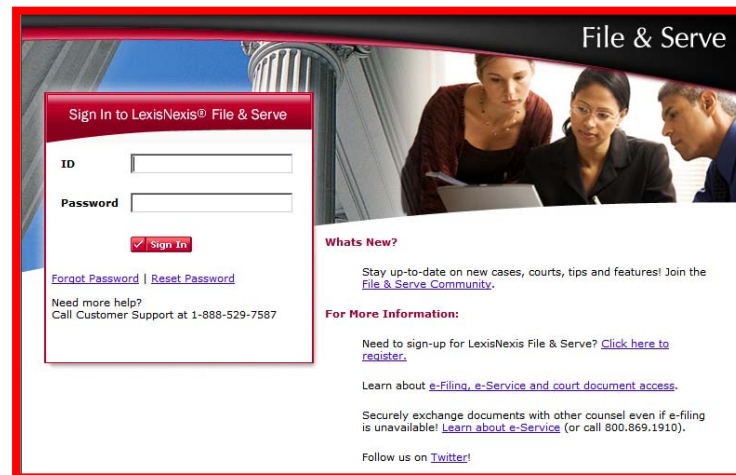 File & Serve
Sign In to LexisNexis® File & Serve
ID
Password
Sign In
Forgot Password | Reset Password
Need more help?
Call Customer Support at 1-888-529-7587
Whats New?
Stay up-to-date on new cases, courts, tips and features! Join the
File & Serve Community.
For More Information:
Need to sign-up for LexisNexis File & Serve? Click here to
register.
Learn about e-Filing, e-Service and court document access.
Securely exchange documents with other counsel even if e-filing
is unavailable! Learn about e-Service (or call 800.869.1910).
Follow us on Twitter!